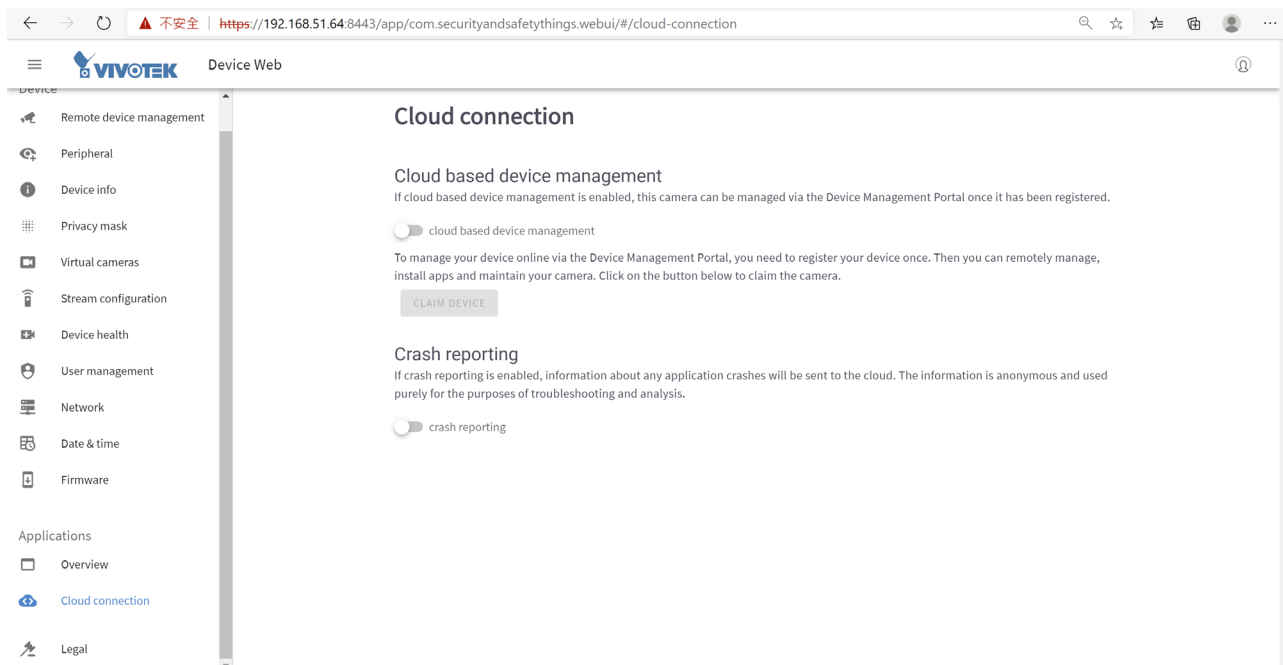 不安全 | https://192.168.51.64:8443/app/com.securityandsafetythings.webui/#/cloud-connection
VIVOTEK Device Web
Device
Remote device management
Peripheral
Device info
Privacy mask
Virtual cameras
Stream configuration
Device health
User management
Network
Date & time
Firmware
Applications
Overview
Cloud connection
Legal
Cloud connection
Cloud based device management
If cloud based device management is enabled, this camera can be managed via the Device Management Portal once it has been registered.
cloud based device management
To manage your device online via the Device Management Portal, you need to register your device once. Then you can remotely manage,
install apps and maintain your camera. Click on the button below to claim the camera.
CLAIM DEVICE
Crash reporting
If crash reporting is enabled, information about any application crashes will be sent to the cloud. The information is anonymous and used
purely for the purposes of troubleshooting and analysis.
crash reporting